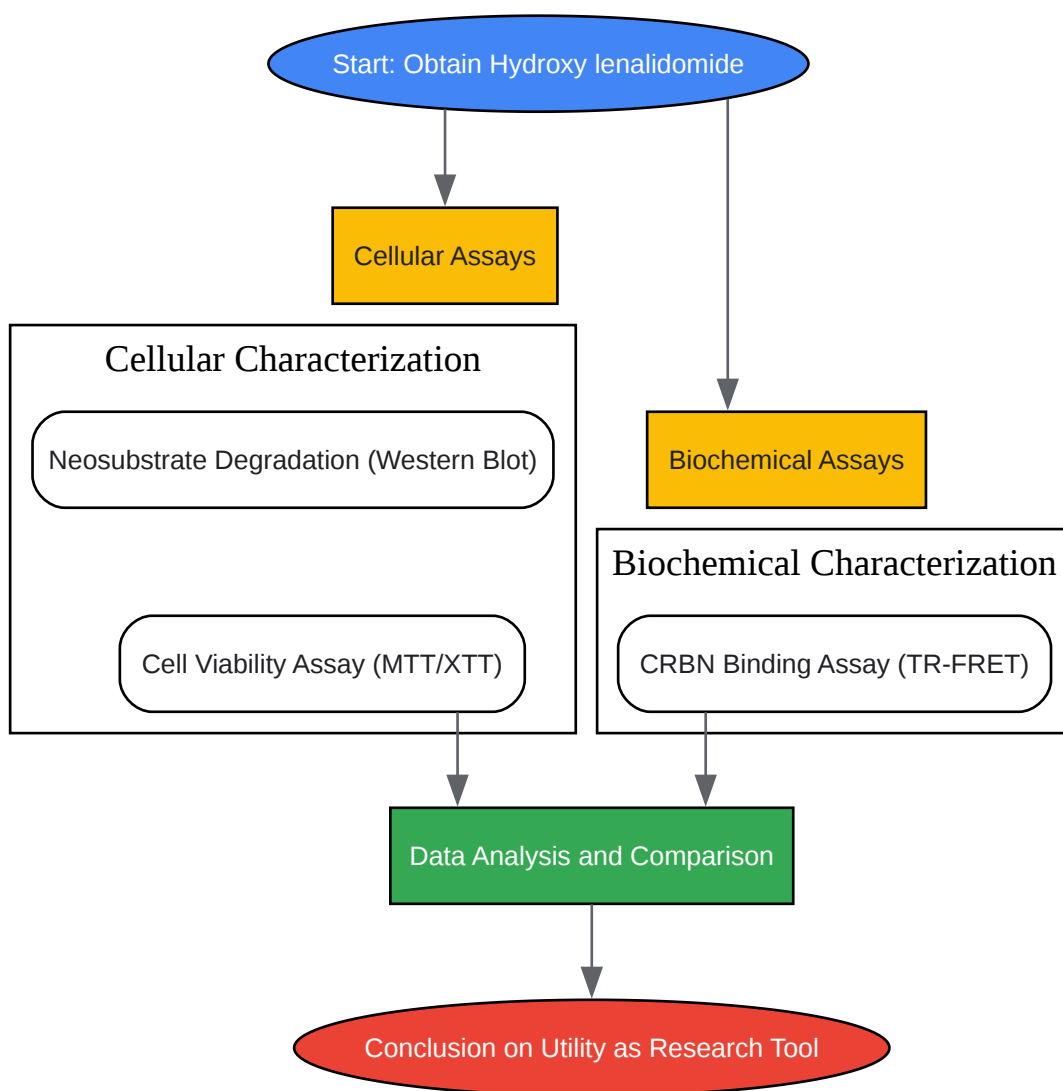 Start: Obtain Hydroxy lenalidomide
Cellular Assays
Cellular Characterization
Neosubstrate Degradation (Western Blot)
Biochemical Assays
Biochemical Characterization
Cell Viability Assay (MTT/XTT)
CRBN Binding Assay (TR-FRET)
Data Analysis and Comparison
Conclusion on Utility as Research Tool